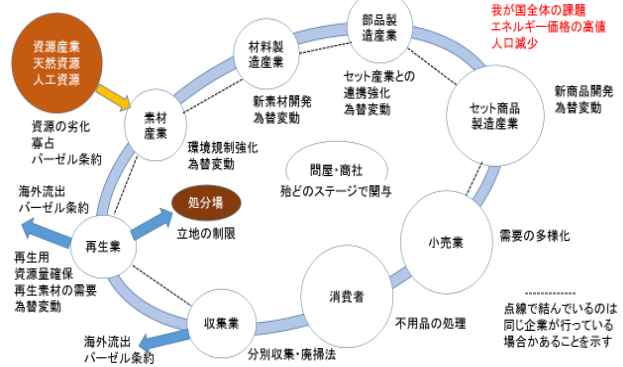 我が国全体の課題
エネルギー価格の高値
人口減少
資源産業
天然資源
人工資源
資源の劣化
寡占
バーゼル条約
素材
産業
環境規制強化
為替変動
材料製
造産業
新素材開発
為替変動
部品製
造産業
セット産業との
連携強化
為替変動
セット商品
製造産業
新商品開発
為替変動
問屋・商社
殆どのステージで関与
小売業
需要の多様化
消費者
不用品の処理
収集業
分別収集・廃掃法
海外流出
バーゼル条約
再生業
再生用
資源量確保
再生素材の需要
為替変動
海外流出
バーゼル条約
処分場
立地の制限
点線で結んでいるのは
同じ企業が行っている
場合かあることを示す